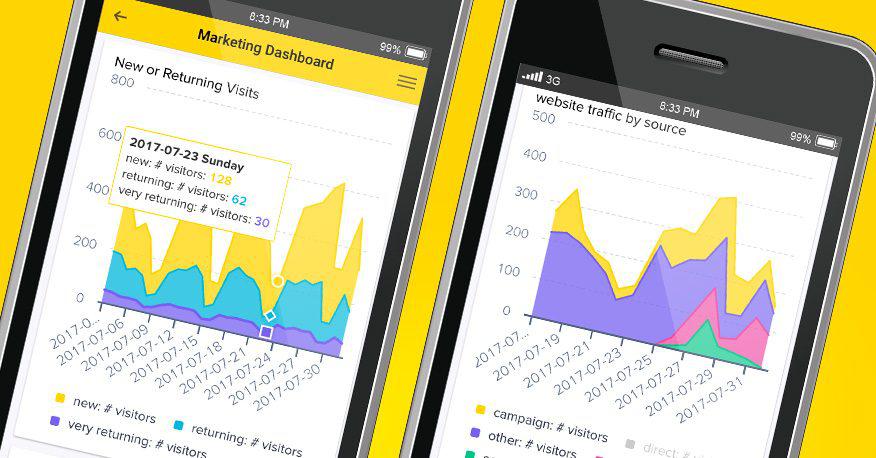 8:33 PM
99%
Marketing Dashboard
New or Returning Visits
800
600
400
200
0
2017-07-23 Sunday
new: # visitors: 128
returning: # visitors: 62
very returning: # visitors: 30
2017-0...
2017-07-06
2017-07-09
2017-07-12
2017-07-15
2017-07-18
2017-07-21
2017-07-24
2017-07-27
2017-07-30
new: # visitors
returning: # visitors
very returning: # visitors
3G
8:33 PM
99%
website traffic by source
500
400
300
200
100
0
2017-07...
2017-07-19
2017-07-21
2017-07-23
2017-07-25
2017-07-27
2017-07-29
2017-07-31
campaign: # visitors
direct: #
other: # visitors